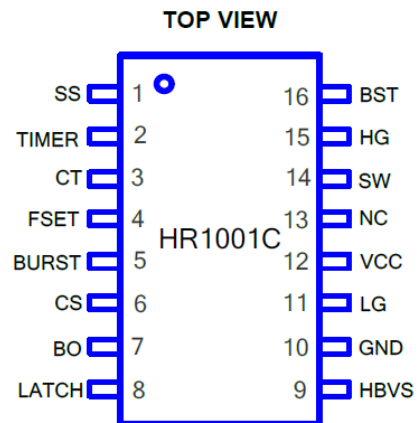 TOP VIEW
SS 1 16 BST
TIMER 2 15 HG
CT 3 14 SW
FSET 4 13 NC
HR1001C
BURST 5 12 VCC
CS 6 11 LG
BO 7 10 GND
LATCH 8 9 HBVS